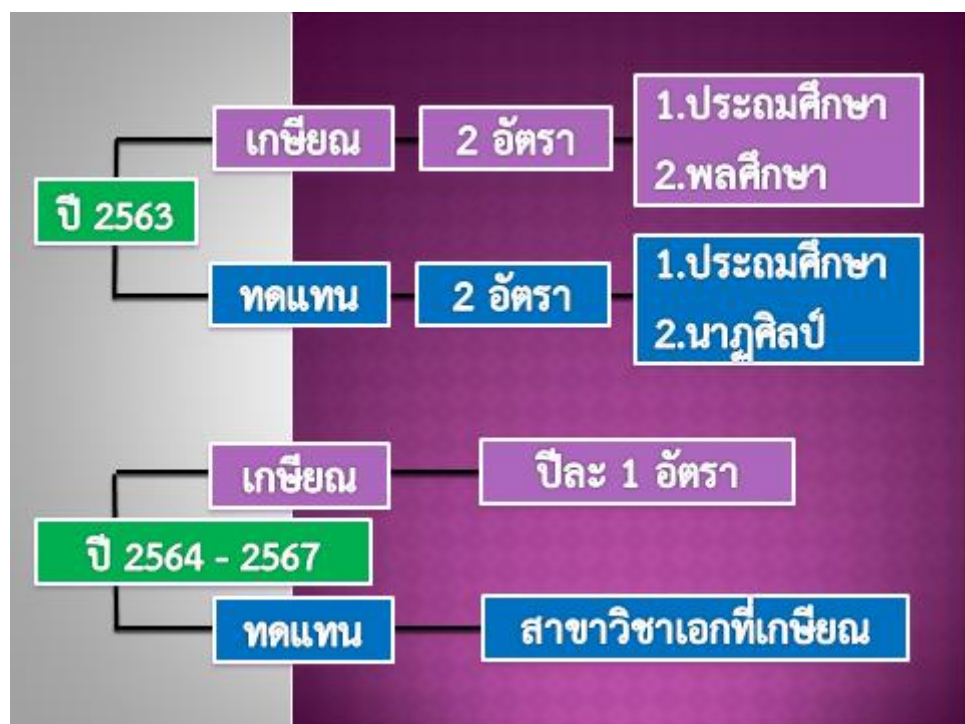 ปี 2563
เกษียณ
2 อัตรา
1.ประถมศึกษา
2.พลศึกษา
ทดแทน
2 อัตรา
1.ประถมศึกษา
2.นาฏศิลป์
ปี 2564 - 2567
เกษียณ
ปีละ 1 อัตรา
ทดแทน
สาขาวิชาเอกที่เกษียณ